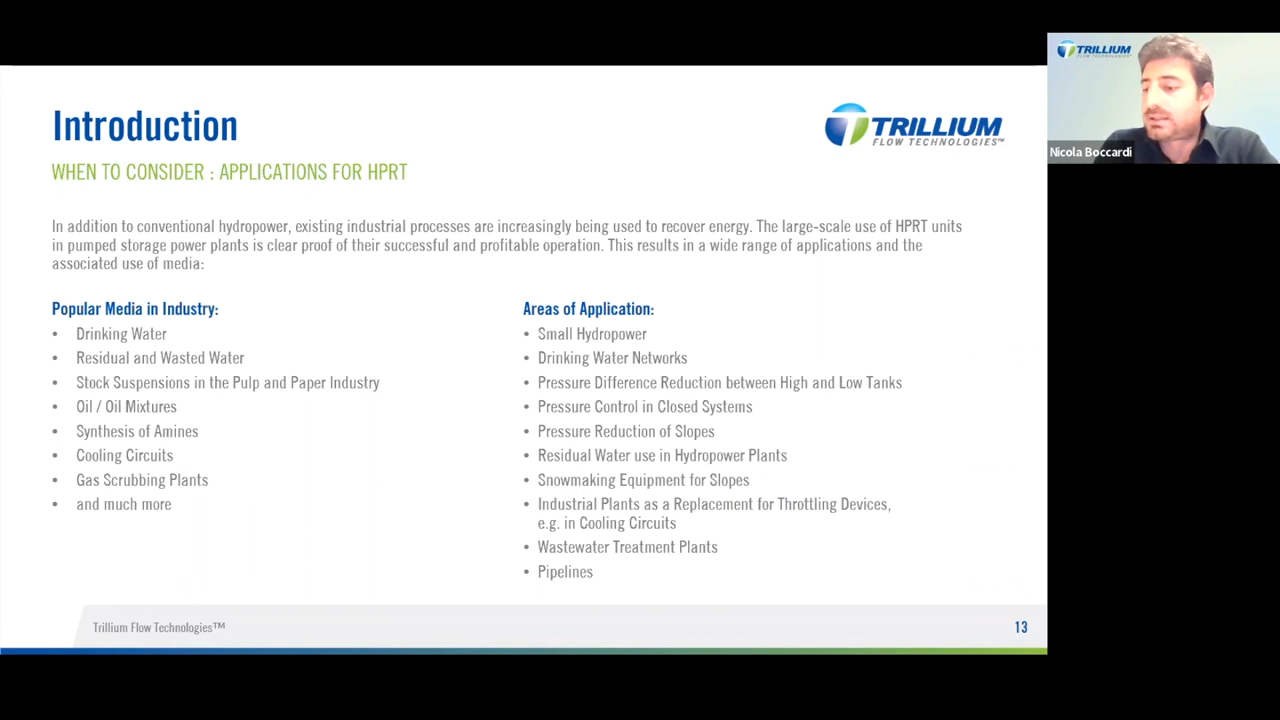 Introduction
TRILLIUM
FLOW TECHNOLOGIES™
WHEN TO CONSIDER : APPLICATIONS FOR HPRT
In addition to conventional hydropower, existing industrial processes are increasingly being used to recover energy. The large-scale use of HPRT units
in pumped storage power plants is clear proof of their successful and profitable operation. This results in a wide range of applications and the
associated use of media:
Popular Media in Industry:
• Drinking Water
• Residual and Wasted Water
• Stock Suspensions in the Pulp and Paper Industry
• Oil / Oil Mixtures
• Synthesis of Amines
• Cooling Circuits
• Gas Scrubbing Plants
• and much more
Areas of Application:
• Small Hydropower
• Drinking Water Networks
• Pressure Difference Reduction between High and Low Tanks
• Pressure Control in Closed Systems
• Pressure Reduction of Slopes
• Residual Water use in Hydropower Plants
• Snowmaking Equipment for Slopes
• Industrial Plants as a Replacement for Throttling Devices,
e.g. in Cooling Circuits
• Wastewater Treatment Plants
• Pipelines
Trillium Flow Technologies™
13
TRILLIUM
FLOW TECHNOLOGIES
Nicola Boccardi